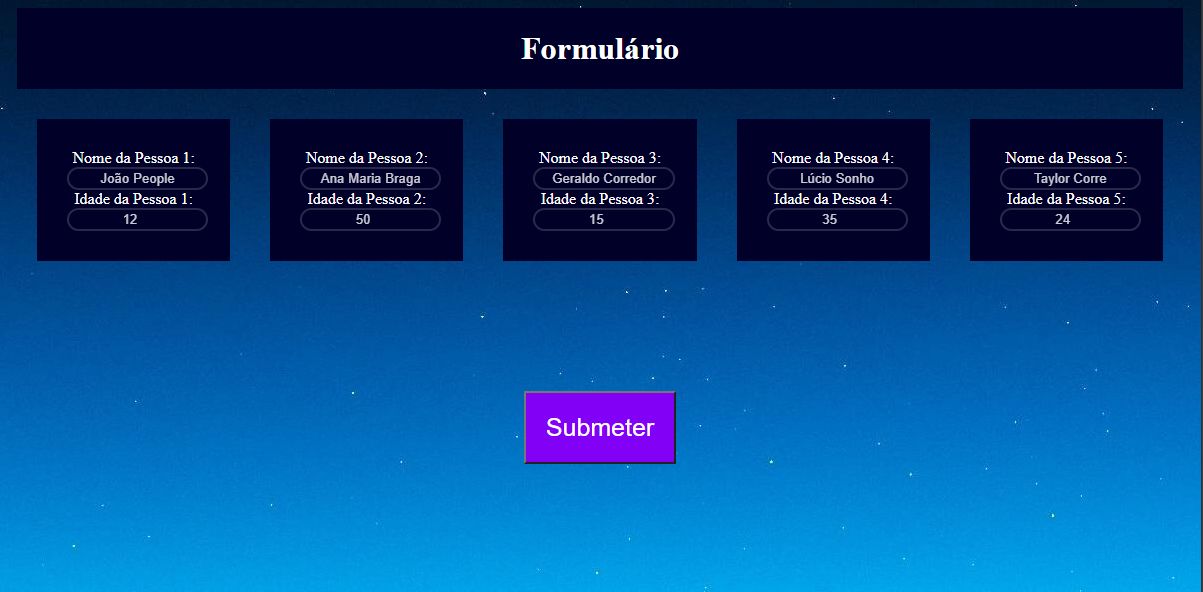 Formulário
Nome da Pessoa 1:
João People
Idade da Pessoa 1:
12
Nome da Pessoa 2:
Ana Maria Braga
Idade da Pessoa 2:
50
Nome da Pessoa 3:
Geraldo Corredor
Idade da Pessoa 3:
15
Nome da Pessoa 4:
Lúcio Sonho
Idade da Pessoa 4:
35
Nome da Pessoa 5:
Taylor Corre
Idade da Pessoa 5:
24
Submeter